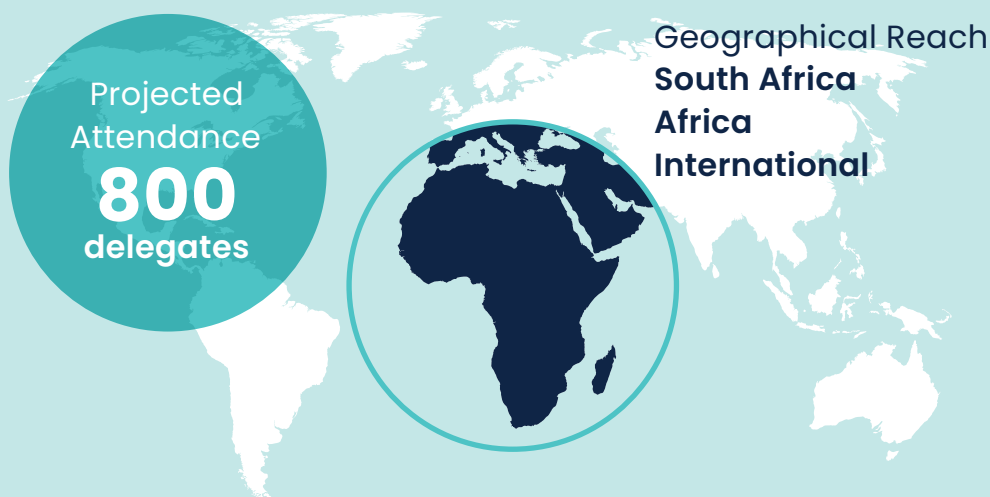 Projected
Attendance
800
delegates
Geographical Reach
South Africa
Africa
International